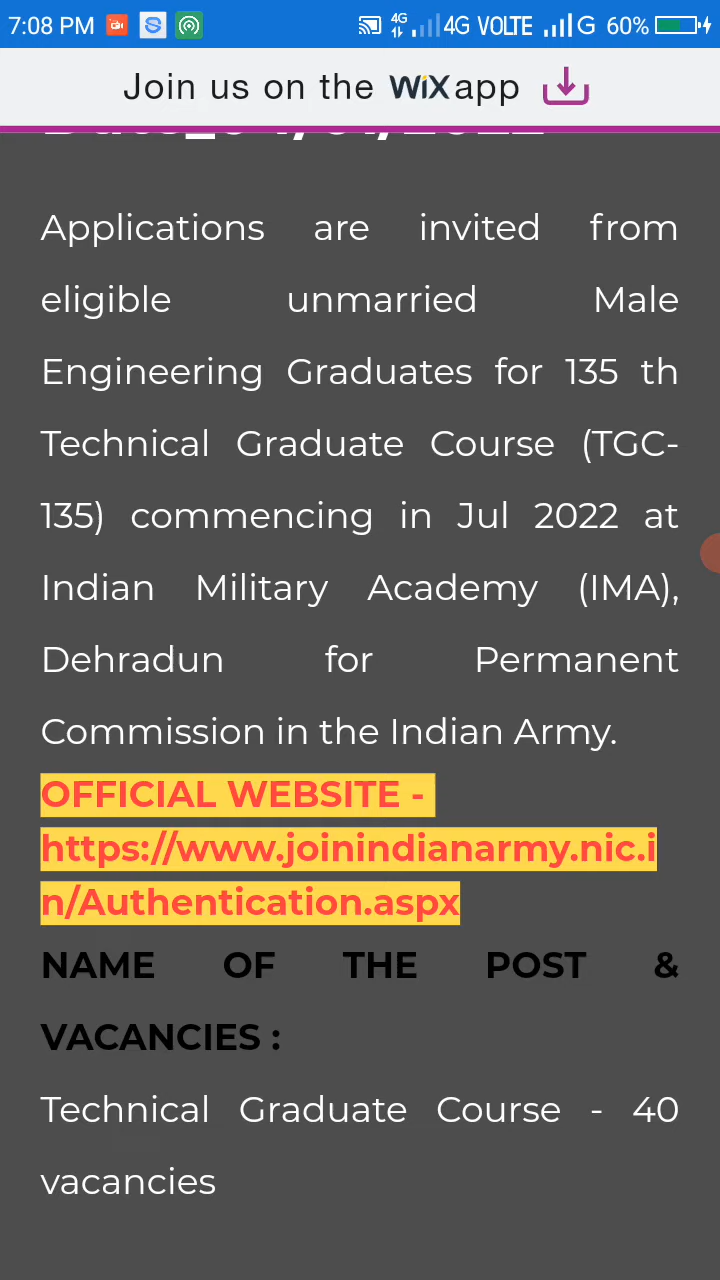 7:08 PM 4G 4G VOLTE G 60%
Join us on the WiX app
Applications are invited from
eligible unmarried Male
Engineering Graduates for 135 th
Technical Graduate Course (TGC-
135) commencing in Jul 2022 at
Indian Military Academy (IMA),
Dehradun for Permanent
Commission in the Indian Army.
OFFICIAL WEBSITE -
https://www.joinindianarmy.nic.i
n/Authentication.aspx
NAME OF THE POST &
VACANCIES :
Technical Graduate Course - 40
vacancies